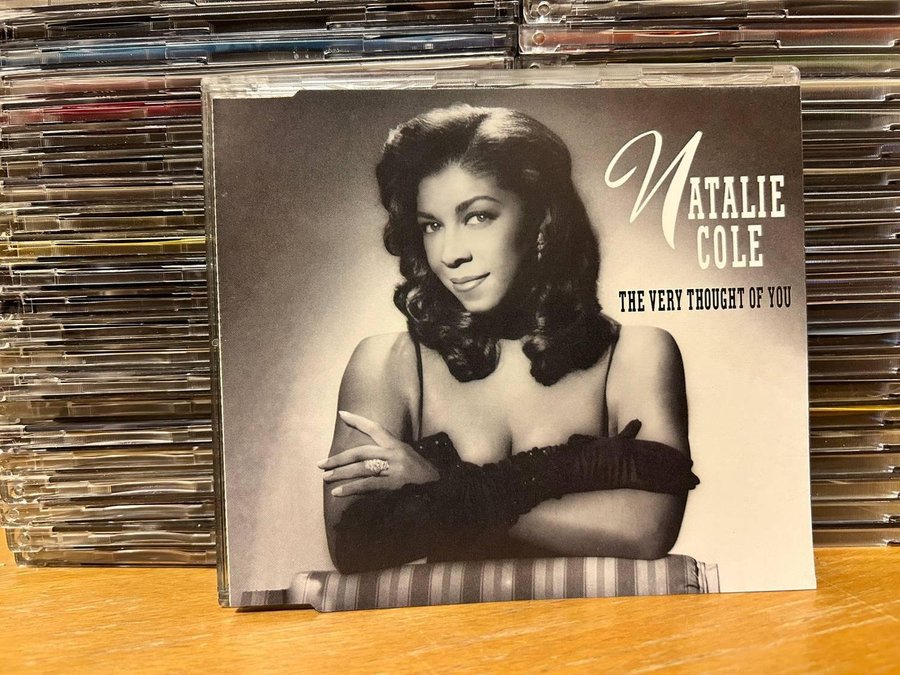 NATALIE
COLE
THE VERY THOUGHT OF YOU